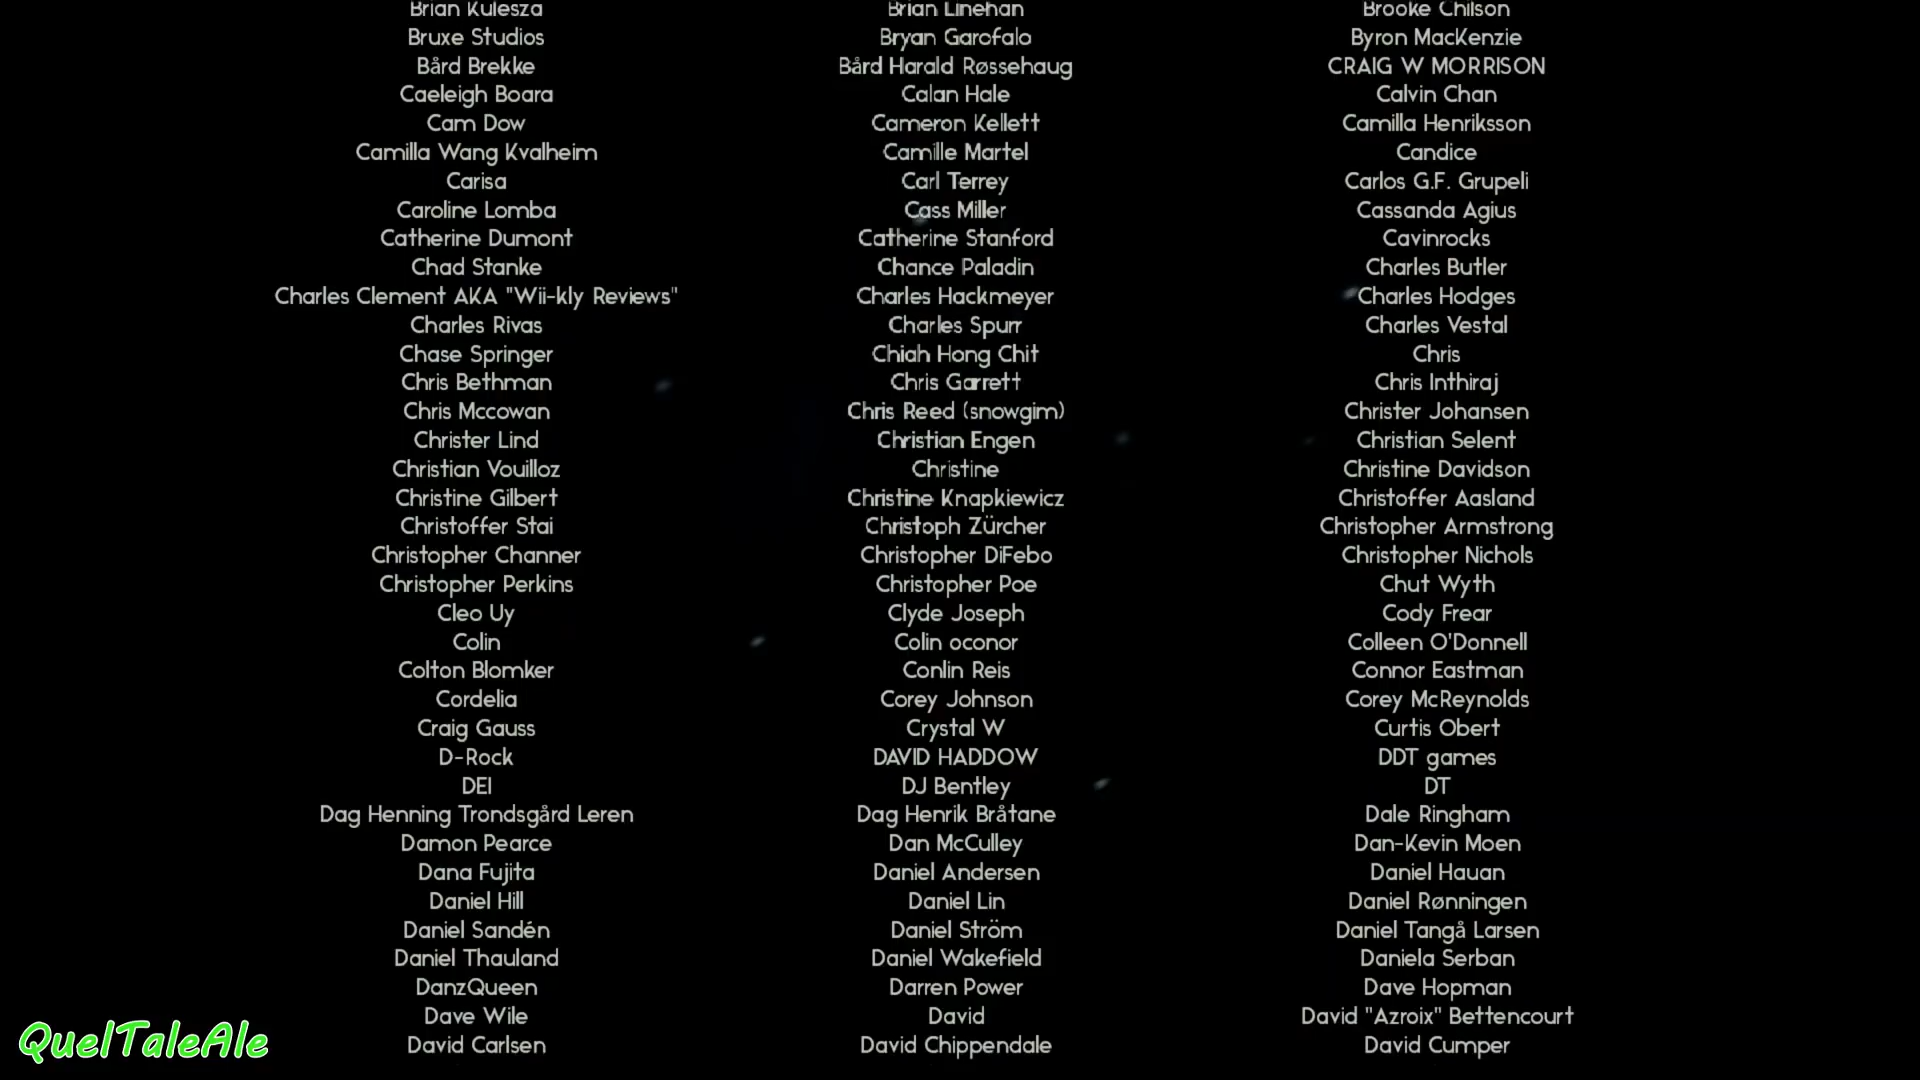 Brian Kulesza Brian Linehan Brooke Chilson
Bruxe Studios Bryan Garofalo Byron MacKenzie
Bård Brekke Bård Harald Røssehaug CRAIG W MORRISON
Caeleigh Boara Calan Hale Calvin Chan
Cam Dow Cameron Kellett Camilla Henriksson
Camilla Wang Kvalheim Camille Martel Candice
Carisa Carl Terrey Carlos G.F. Grupeli
Caroline Lomba Cass Miller Cassanda Agius
Catherine Dumont Catherine Stanford Cavinrocks
Chad Stanke Chance Paladin Charles Butler
Charles Clement AKA "Wii-kly Reviews" Charles Hackmeyer Charles Hodges
Charles Rivas Charles Spurr Charles Vestal
Chase Springer Chiah Hong Chit Chris
Chris Bethman Chris Garrett Chris Inthiraj
Chris Mccowan Chris Reed (snowgim) Christer Johansen
Christer Lind Christian Engen Christian Selent
Christian Vouilloz Christine Christine Davidson
Christine Gilbert Christine Knapkiewicz Christoffer Aasland
Christoffer Stai Christoph Zürcher Christopher Armstrong
Christopher Channer Christopher DiFebo Christopher Nichols
Christopher Perkins Christopher Poe Chut Wyth
Cleo Uy Clyde Joseph Cody Frear
Colin Colin oconor Colleen O'Donnell
Colton Blomker Conlin Reis Connor Eastman
Cordelia Corey Johnson Corey McReynolds
Craig Gauss Crystal W Curtis Obert
D-Rock DAVID HADDOW DDT games
DEI DJ Bentley DT
Dag Henning Trondsgård Leren Dag Henrik Bråtane Dale Ringham
Damon Pearce Dan McCulley Dan-Kevin Moen
Dana Fujita Daniel Andersen Daniel Hauan
Daniel Hill Daniel Lin Daniel Rønningen
Daniel Sandén Daniel Ström Daniel Tangå Larsen
Daniel Thauland Daniel Wakefield Daniela Serban
DanzQueen Darren Power Dave Hopman
Dave Wile David David "Azroix" Bettencourt
David Carlsen David Chippendale David Cumper
QuelTaleAle